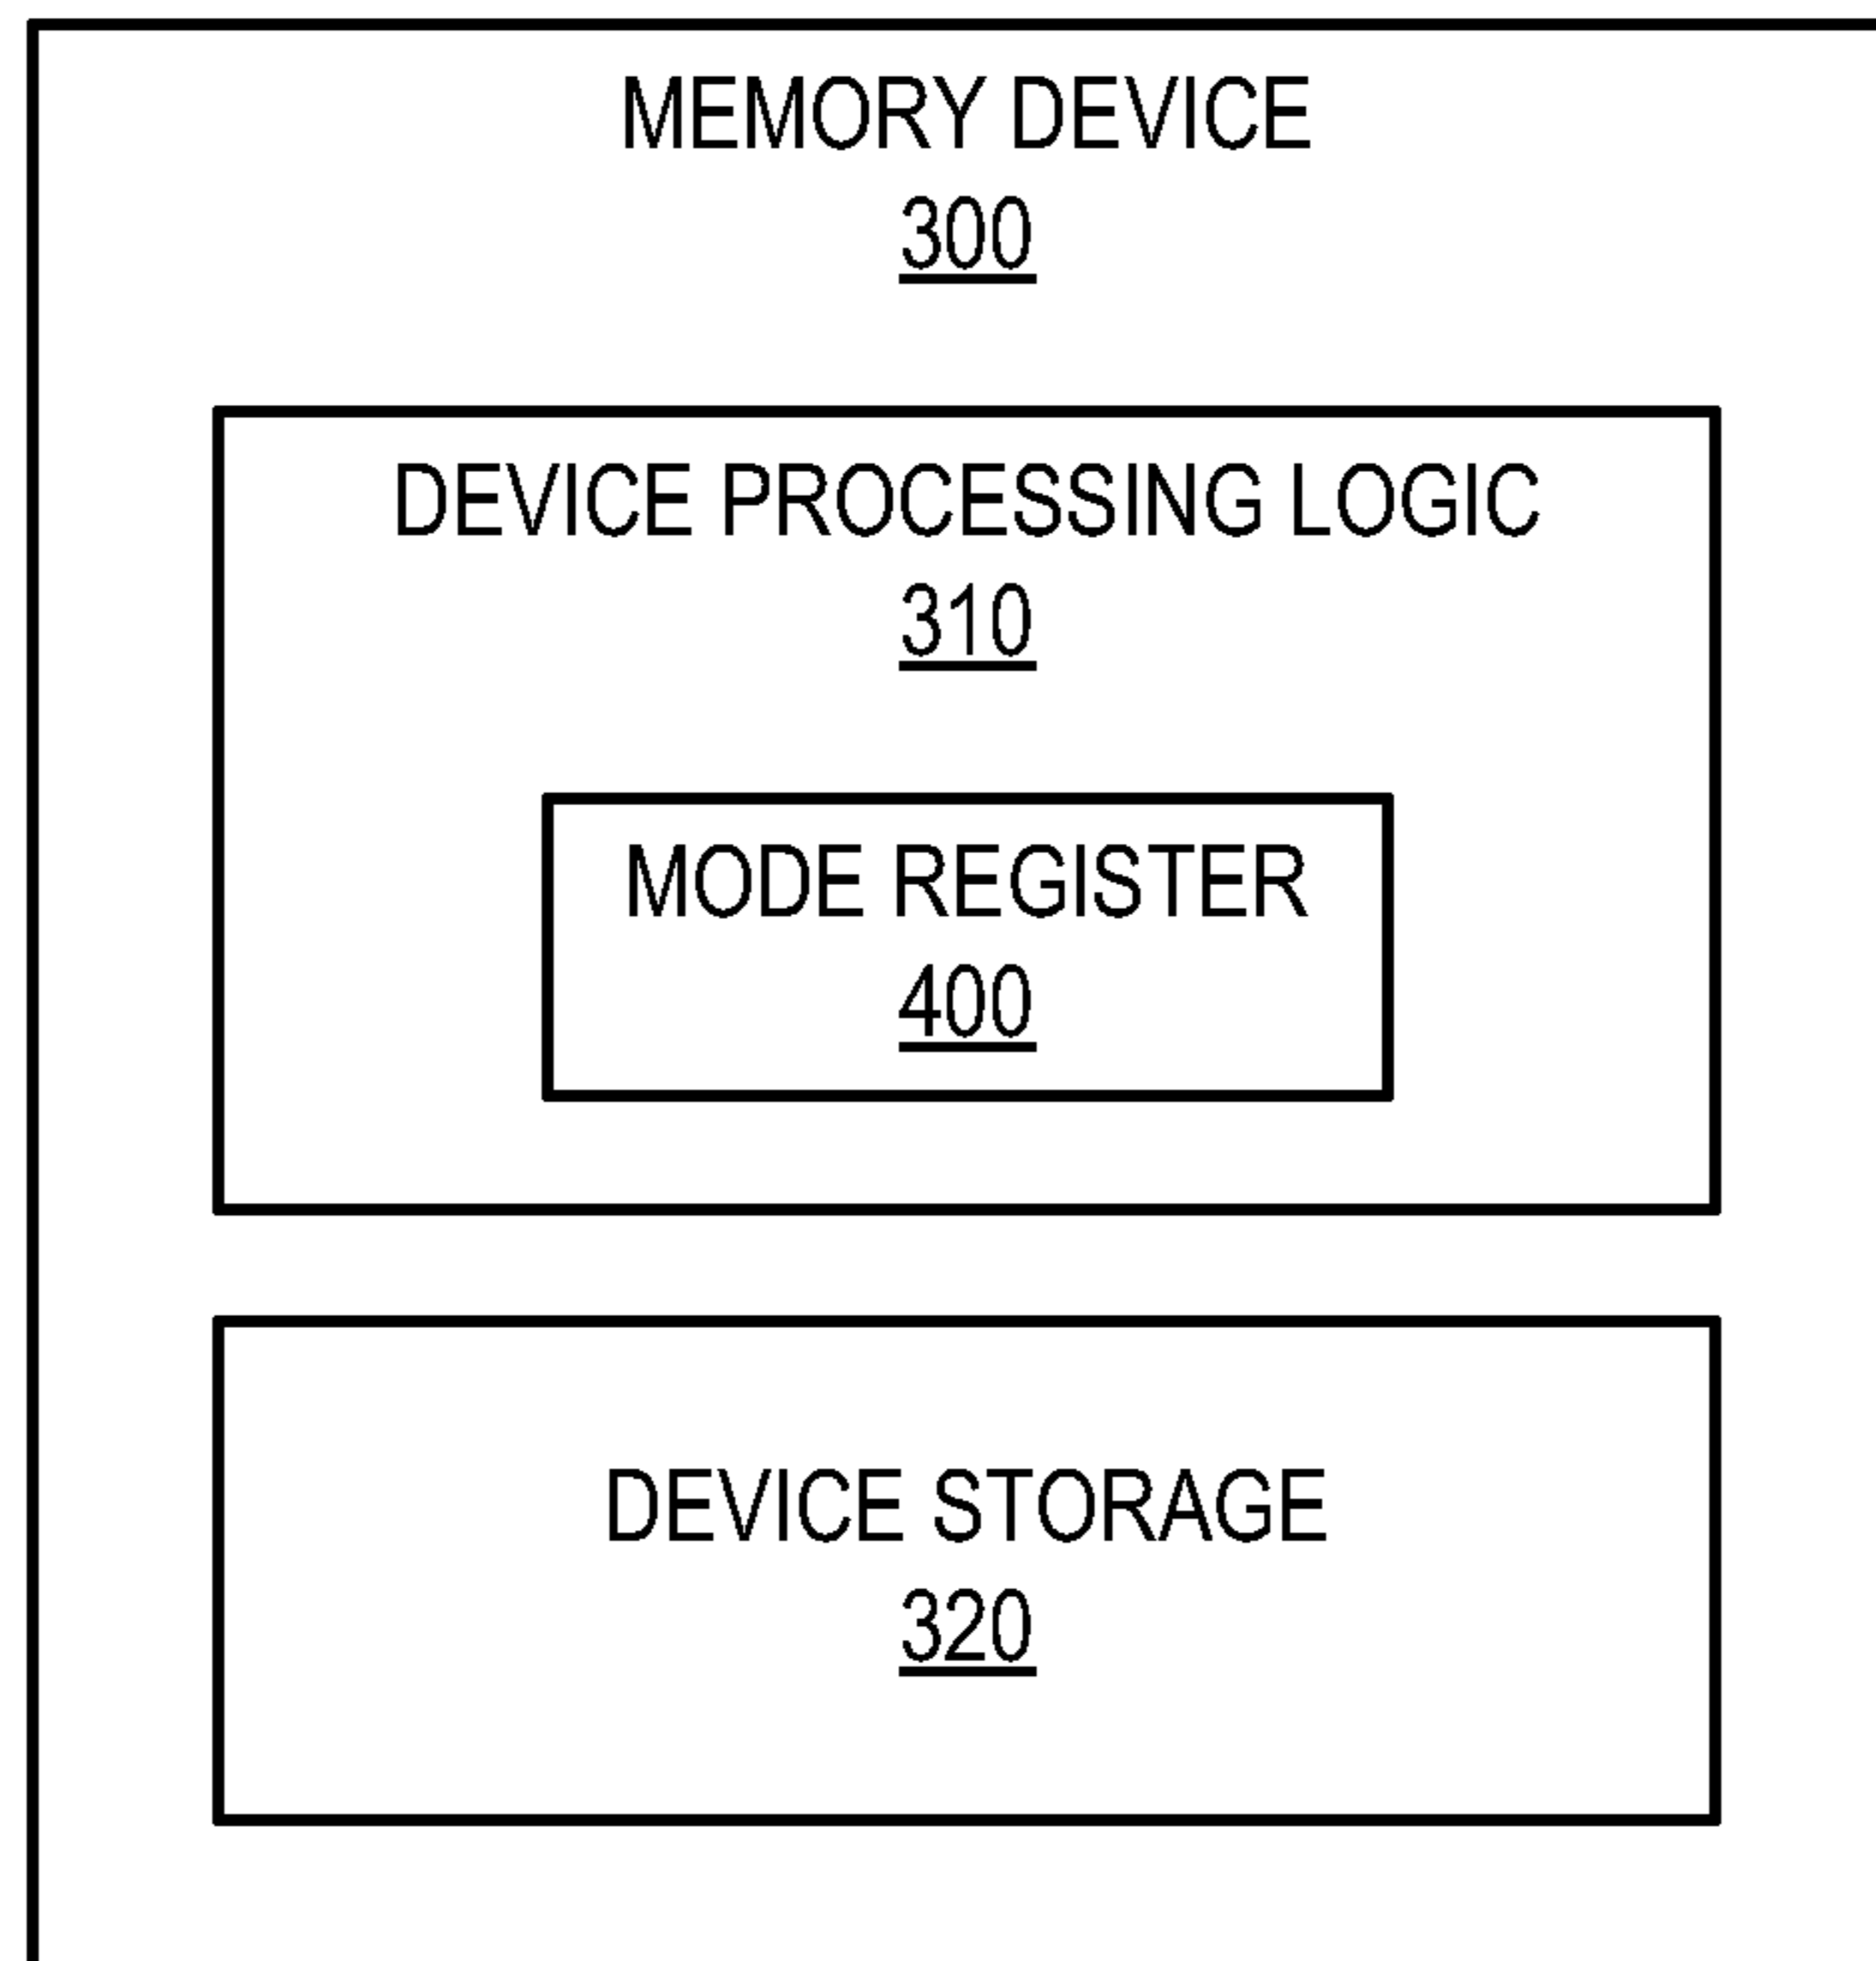 MEMORY DEVICE
300
DEVICE PROCESSING LOGIC
310
MODE REGISTER
400
DEVICE STORAGE
320